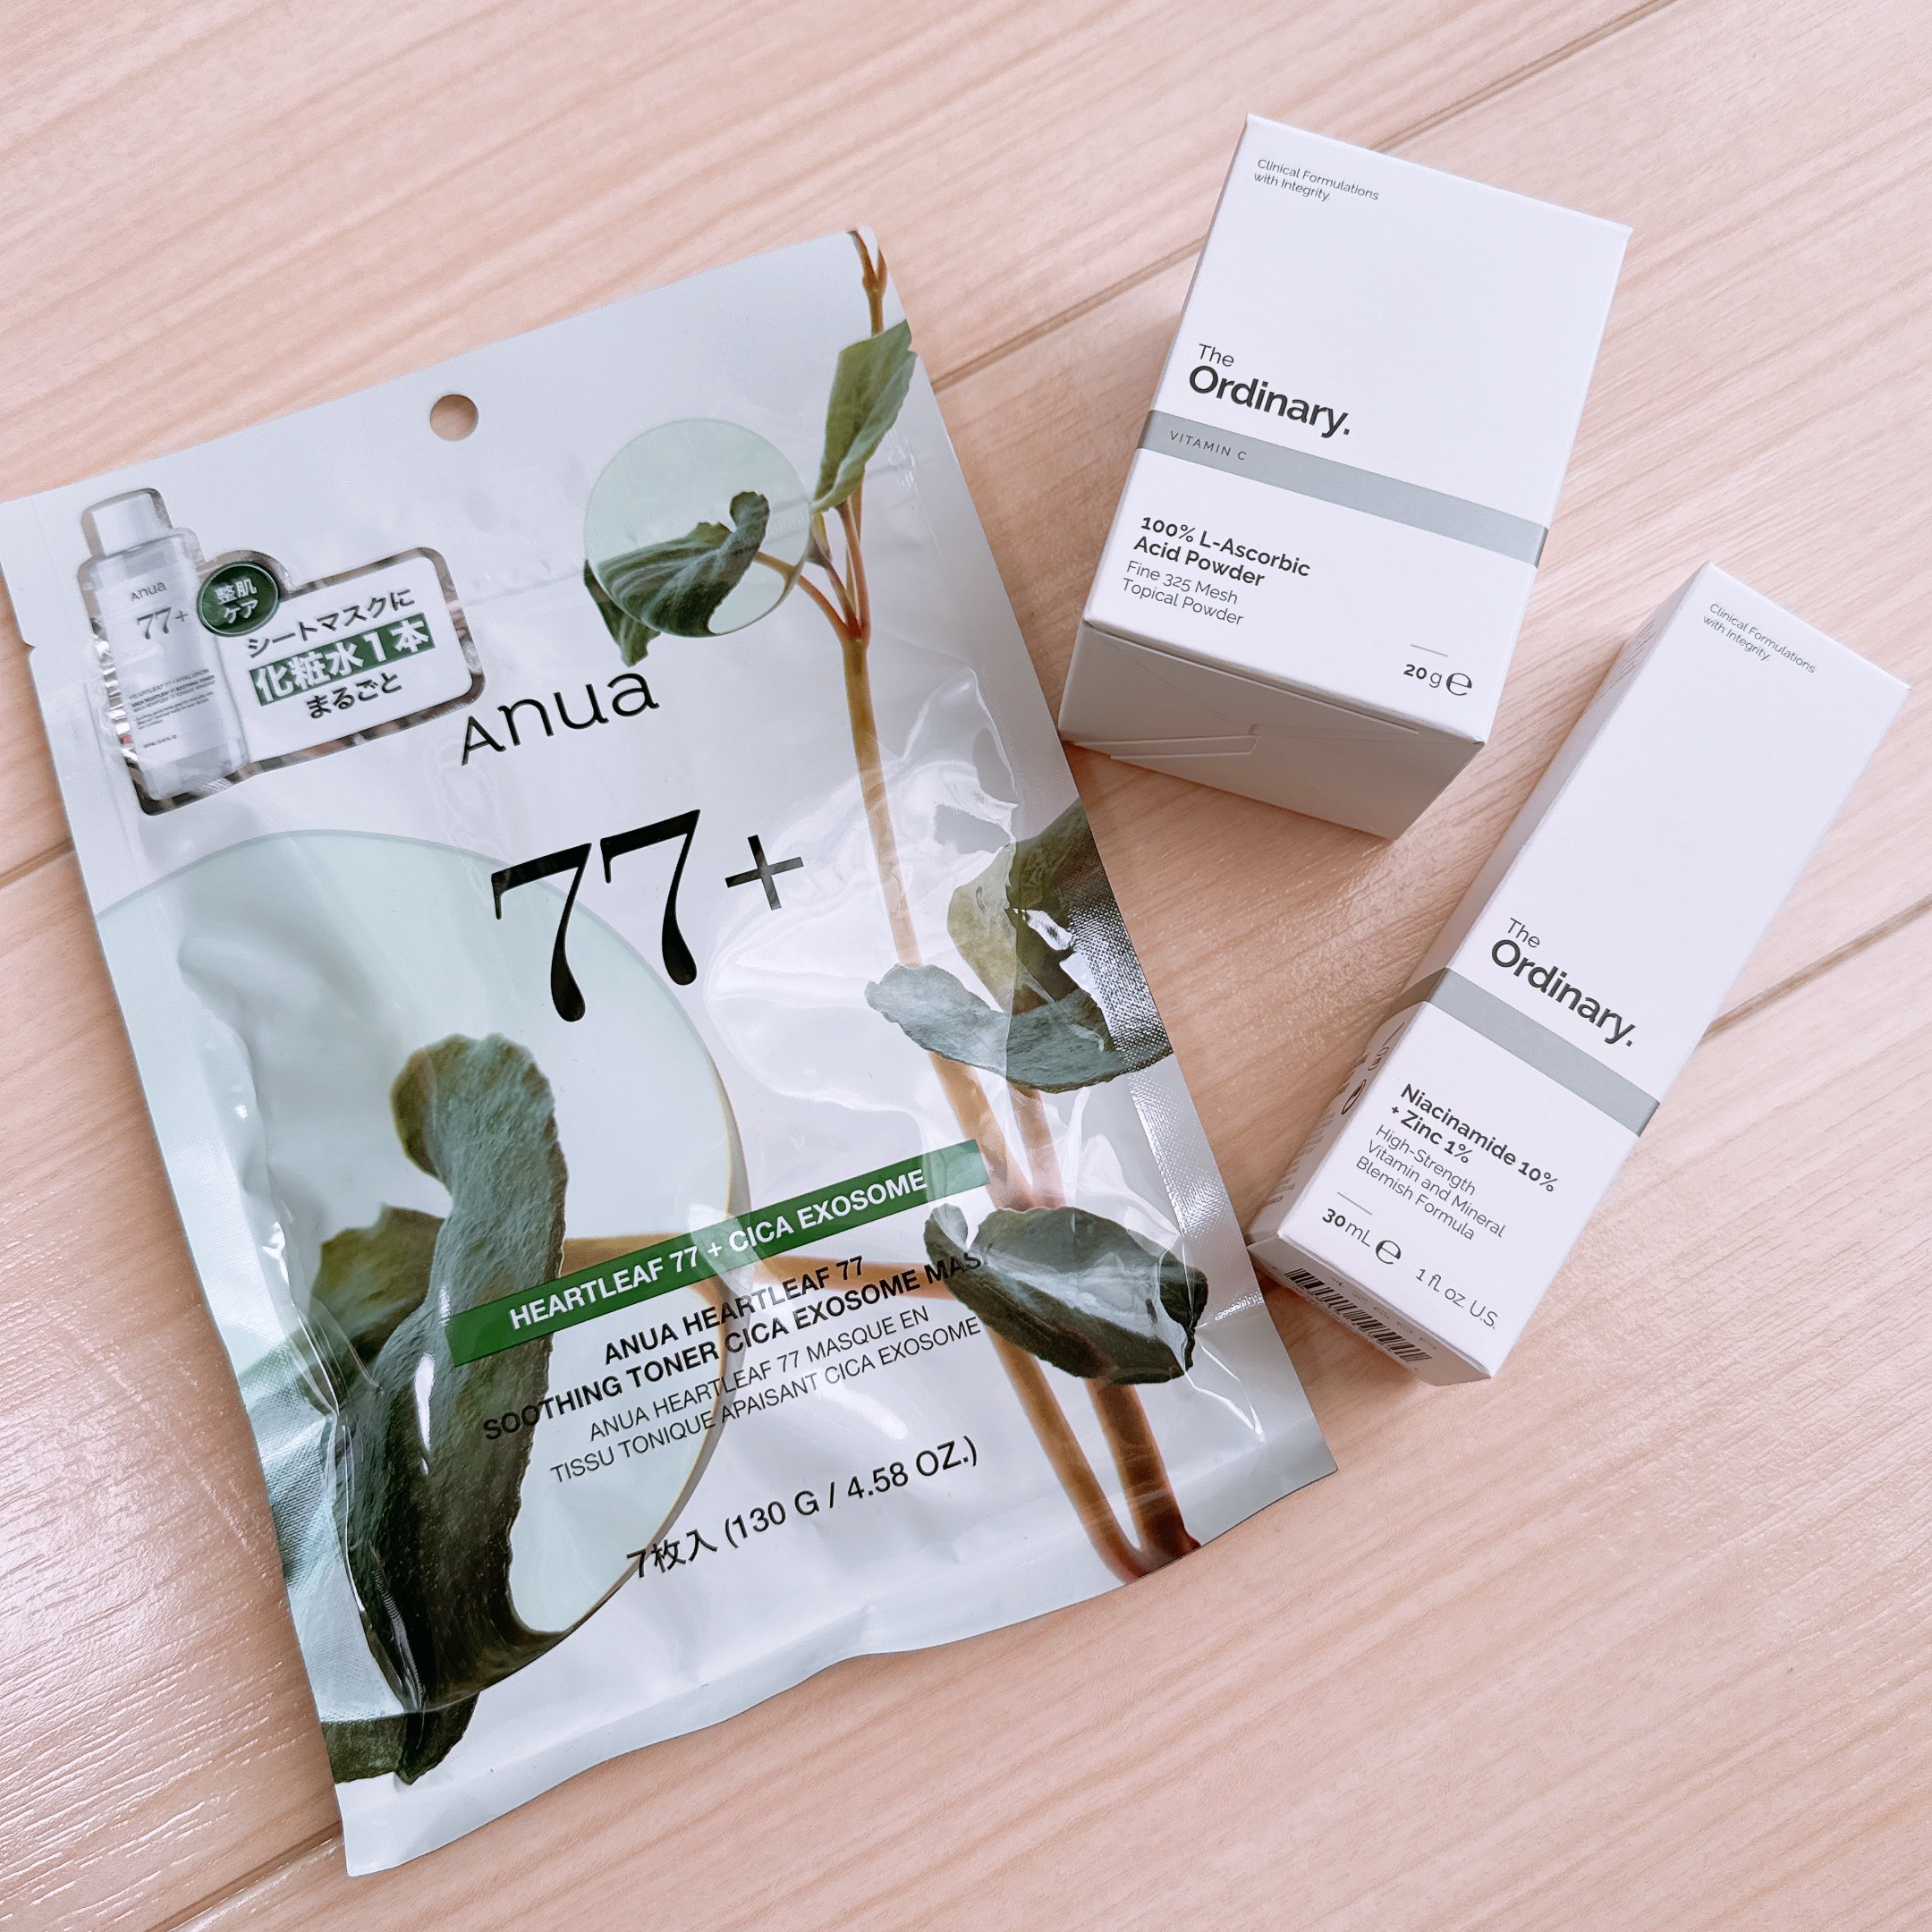 Anua
77+
整肌
ケア
シートマスクに
化粧水1本
まるごと
Anua
77+
HEARTLEAF 77 + CICA EXOSOME
ANUA HEARTLEAF 77
SOOTHING TONER CICA EXOSOME MASK
ANUA HEARTLEAF 77 MASQUE EN
TISSU TONIQUE APAISANT CICA EXOSOME
7枚入 (130 G / 4.58 OZ.)
Clinical Formulations
with Integrity.
The
Ordinary.
VITAMIN C
100% L-Ascorbic
Acid Powder
Fine 325 Mesh
Topical Powder
20g ℮
Clinical Formulations
with Integrity.
The
Ordinary.
Niacinamide 10%
+ Zinc 1%
High-Strength
Vitamin and Mineral
Blemish Formula
30mL ℮ 1 fl. oz. U.S.